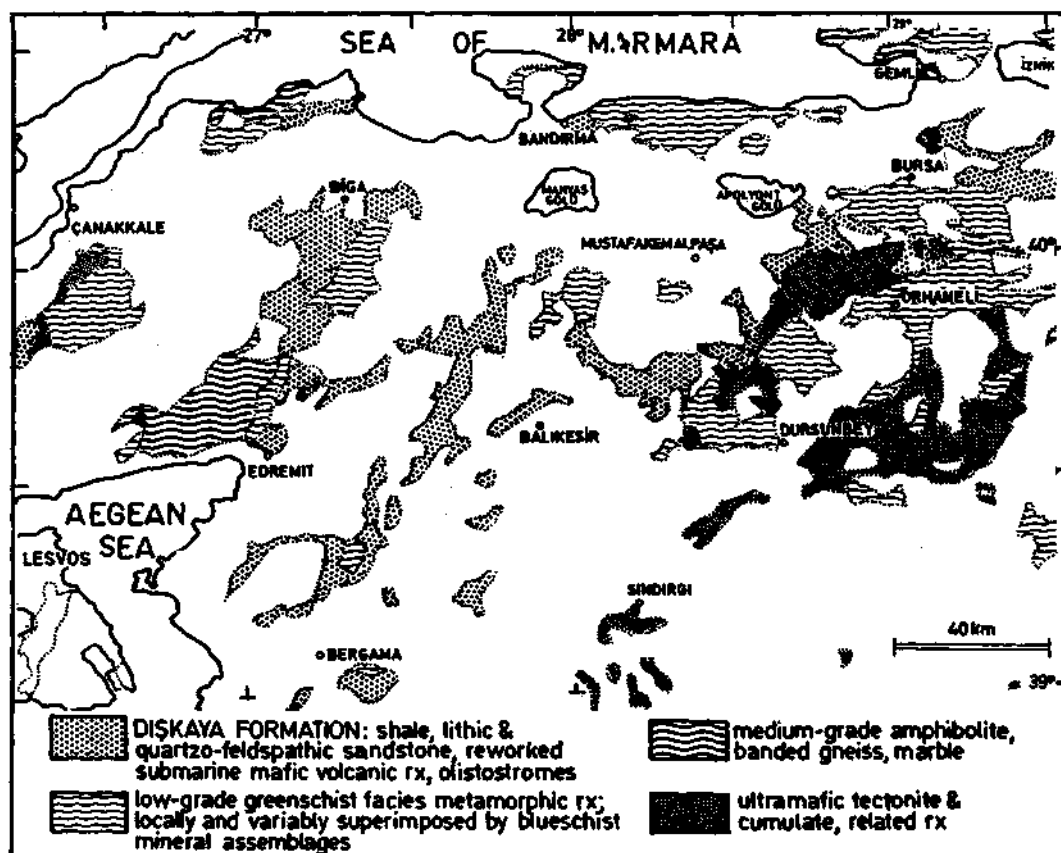 27°
SEA OF MARMARA
28°
29°
GEMLİK
İZNİK
BANDIRMA
BİGA
MANYAS
GÖLÜ
APOLYONT
GÖLÜ
BURSA
ÇANAKKALE
MUSTAFAKEMALPAŞA
40°
ORHANELİ
BALIKESİR
DURSUNBEY
EDREMIT
AEGEAN
SEA
LESVOS
SINDIRGI
40 km
BERGAMA
39°
DIŞKAYA FORMATION: shale, lithic &
quartzo-feldspathic sandstone, reworked
submarine mafic volcanic rx, olistostromes
low-grade greenschist facies metamorphic rx;
locally and variably superimposed by blueschist
mineral assemblages
medium-grade amphibolite,
banded gneiss, marble
ultramafic tectonite &
cumulate, related rx